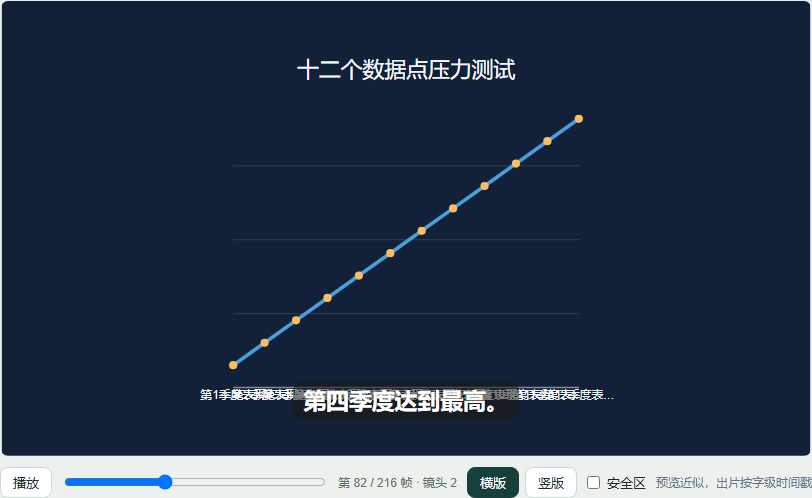 十二个数据点压力测试
第四季度达到最高。
播放 第 82 / 216 帧 · 镜头 2 横版 竖版 安全区 预览近似，出片按字级时间戳